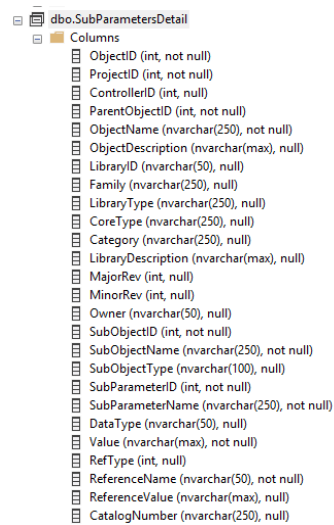 dbo.SubParametersDetail
Columns
ObjectID (int, not null)
ProjectID (int, null)
ControllerID (int, null)
ParentObjectID (int, not null)
ObjectName (nvarchar(250), not null)
ObjectDescription (nvarchar(max), null)
LibraryID (nvarchar(50), null)
Family (nvarchar(250), null)
LibraryType (nvarchar(250), null)
CoreType (nvarchar(250), null)
Category (nvarchar(250), null)
LibraryDescription (nvarchar(max), null)
MajorRev (int, null)
MinorRev (int, null)
Owner (nvarchar(50), null)
SubObjectID (int, not null)
SubObjectName (nvarchar(250), not null)
SubObjectType (nvarchar(100), null)
SubParameterID (int, not null)
SubParameterName (nvarchar(250), not null)
DataType (nvarchar(50), null)
Value (nvarchar(max), not null)
RefType (int, null)
ReferenceName (nvarchar(50), not null)
ReferenceValue (nvarchar(max), null)
CatalogNumber (nvarchar(250), null)